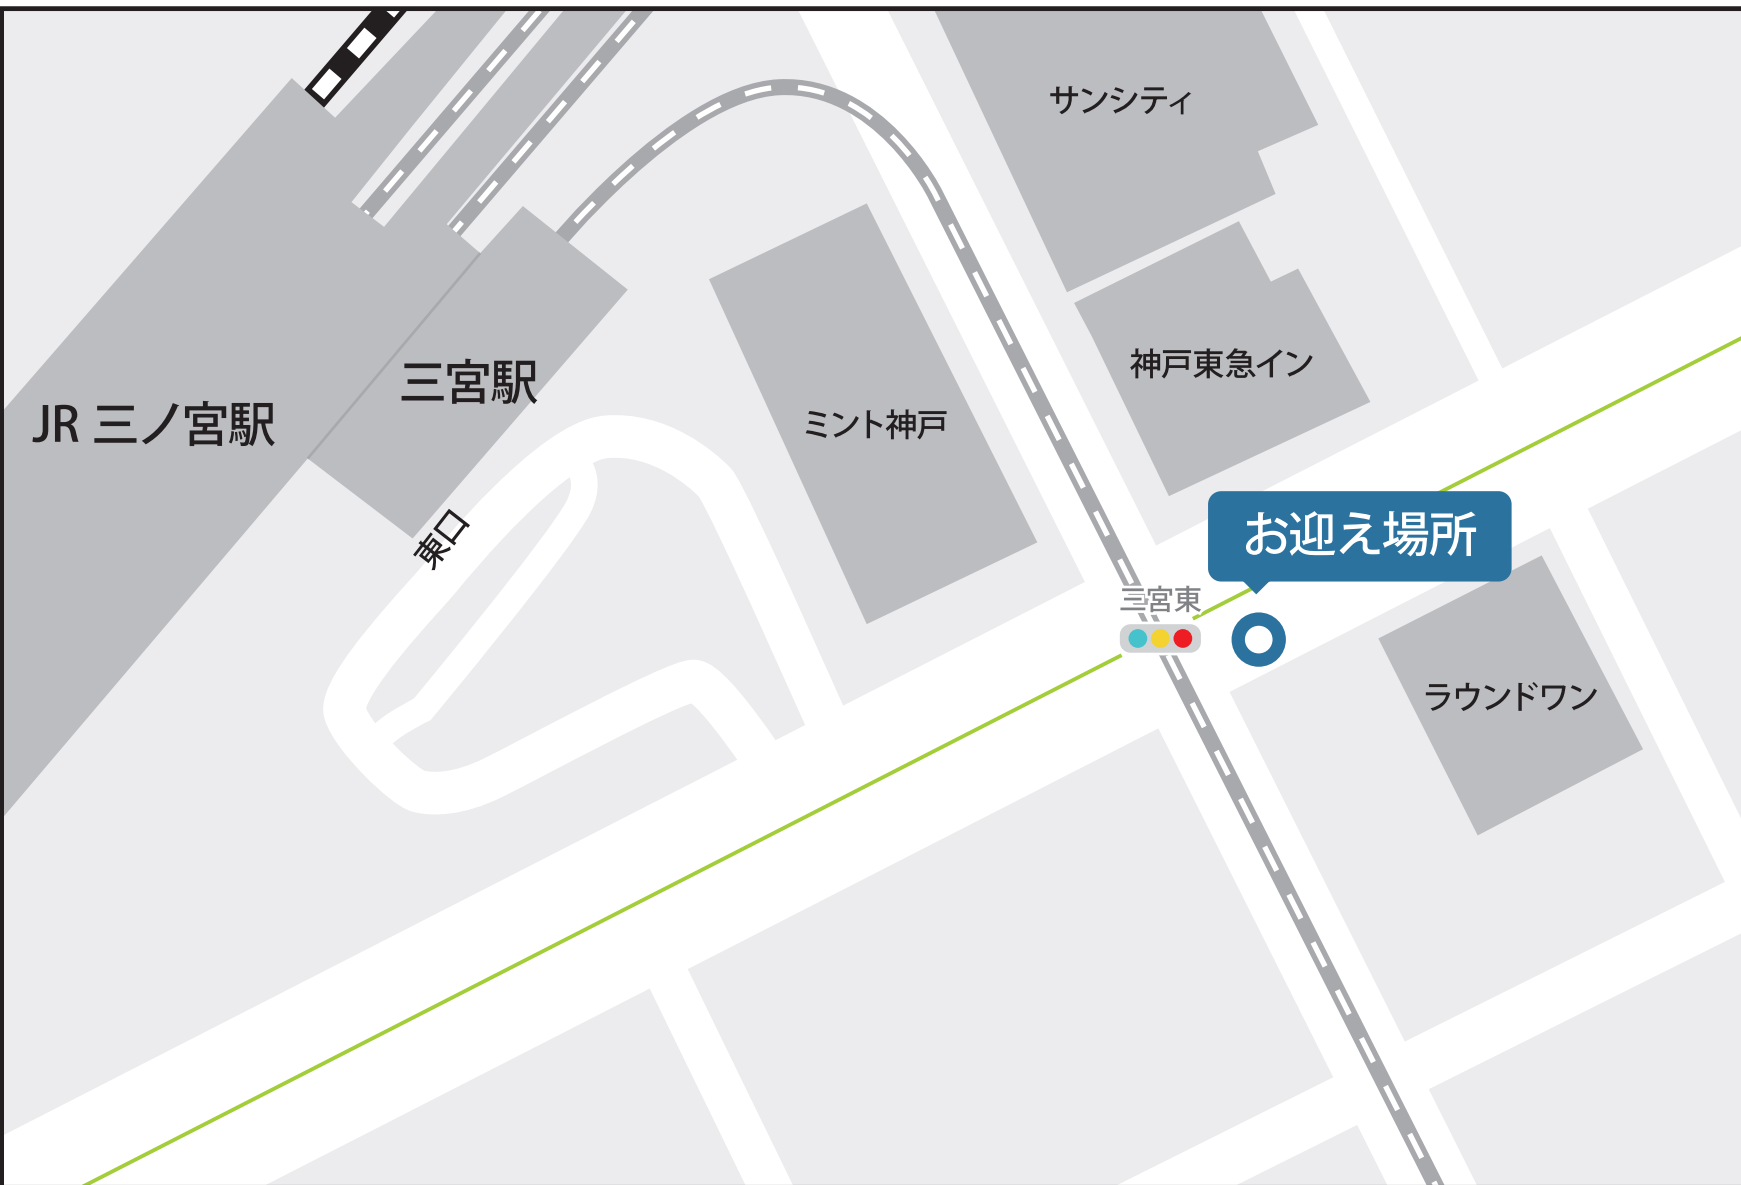 サンシティ
神戸東急イン
三宮駅
JR 三ノ宮駅
ミント神戸
東口
お迎え場所
三宮東
ラウンドワン